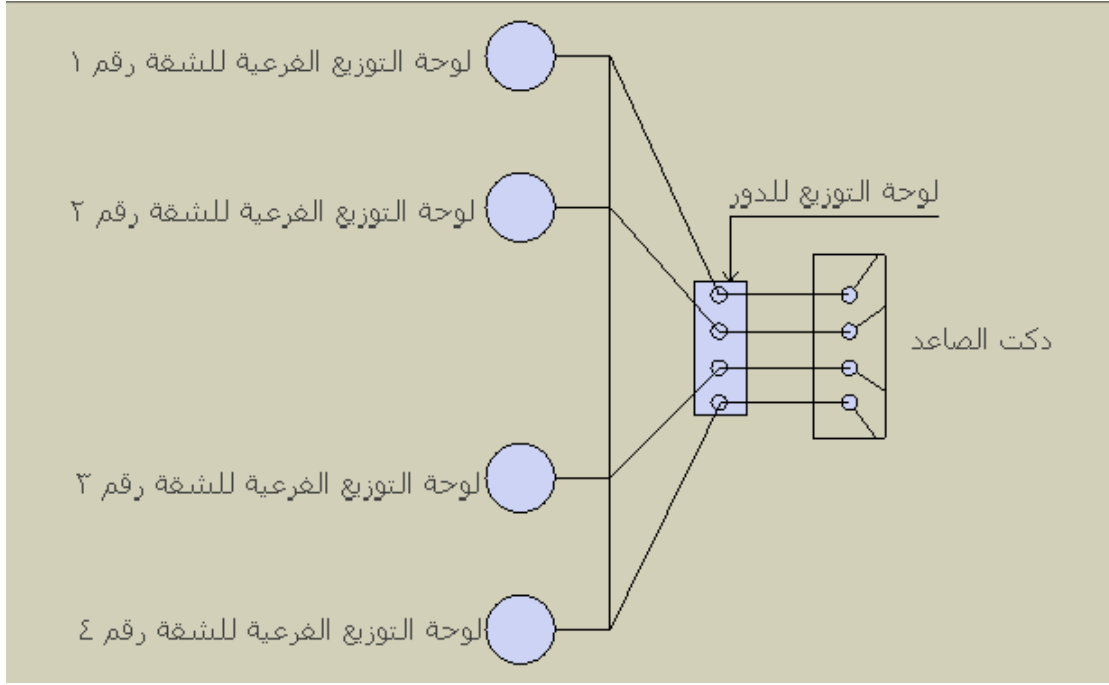 لوحة التوزيع الفرعية للشقة رقم ١
لوحة التوزيع للدور
لوحة التوزيع الفرعية للشقة رقم ٢
دكت الصاعد
لوحة التوزيع الفرعية للشقة رقم ٣
لوحة التوزيع الفرعية للشقة رقم ٤